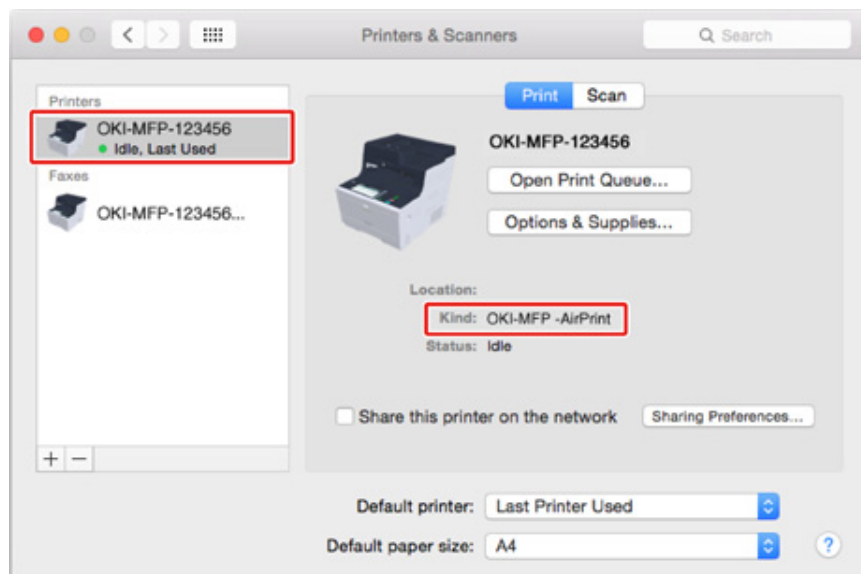 Printers & Scanners
Search
Print Scan
Printers
OKI-MFP-123456
Idle, Last Used
Faxes
OKI-MFP-123456...
OKI-MFP-123456
Open Print Queue...
Options & Supplies...
Location:
Kind: OKI-MFP -AirPrint
Status: Idle
Share this printer on the network Sharing Preferences...
+ −
Default printer: Last Printer Used
Default paper size: A4
?